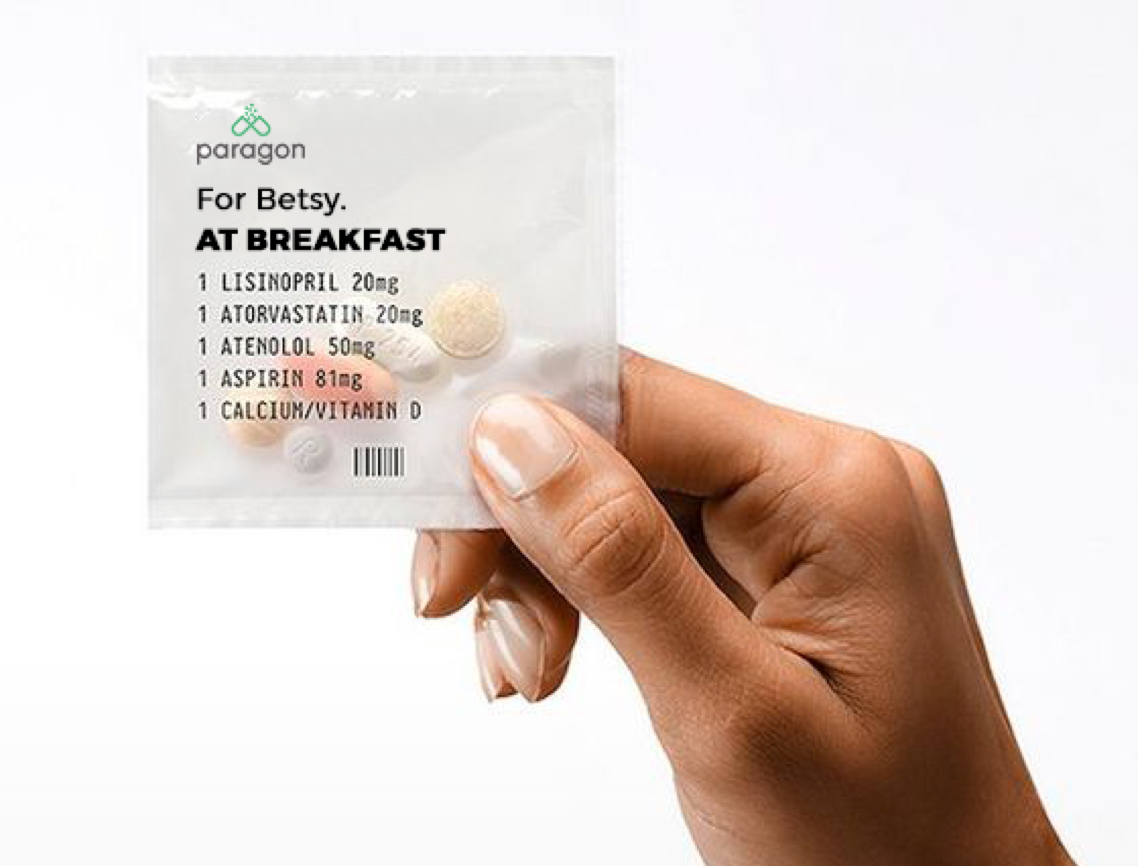 paragon
For Betsy.
AT BREAKFAST
1 LISINOPRIL 20mg
1 ATORVASTATIN 20mg
1 ATENOLOL 50mg
1 ASPIRIN 81mg
1 CALCIUM/VITAMIN D